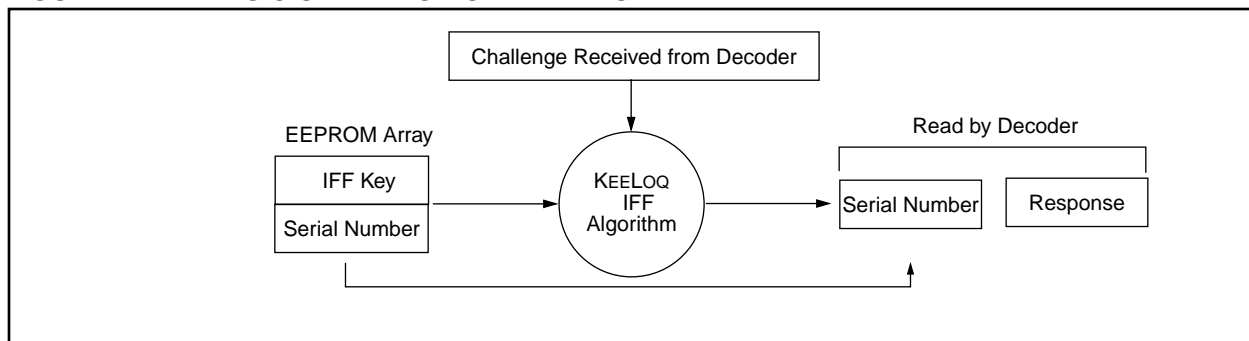 Challenge Received from Decoder
EEPROM Array
IFF Key
Serial Number
KEELOQ
IFF
Algorithm
Read by Decoder
Serial Number
Response